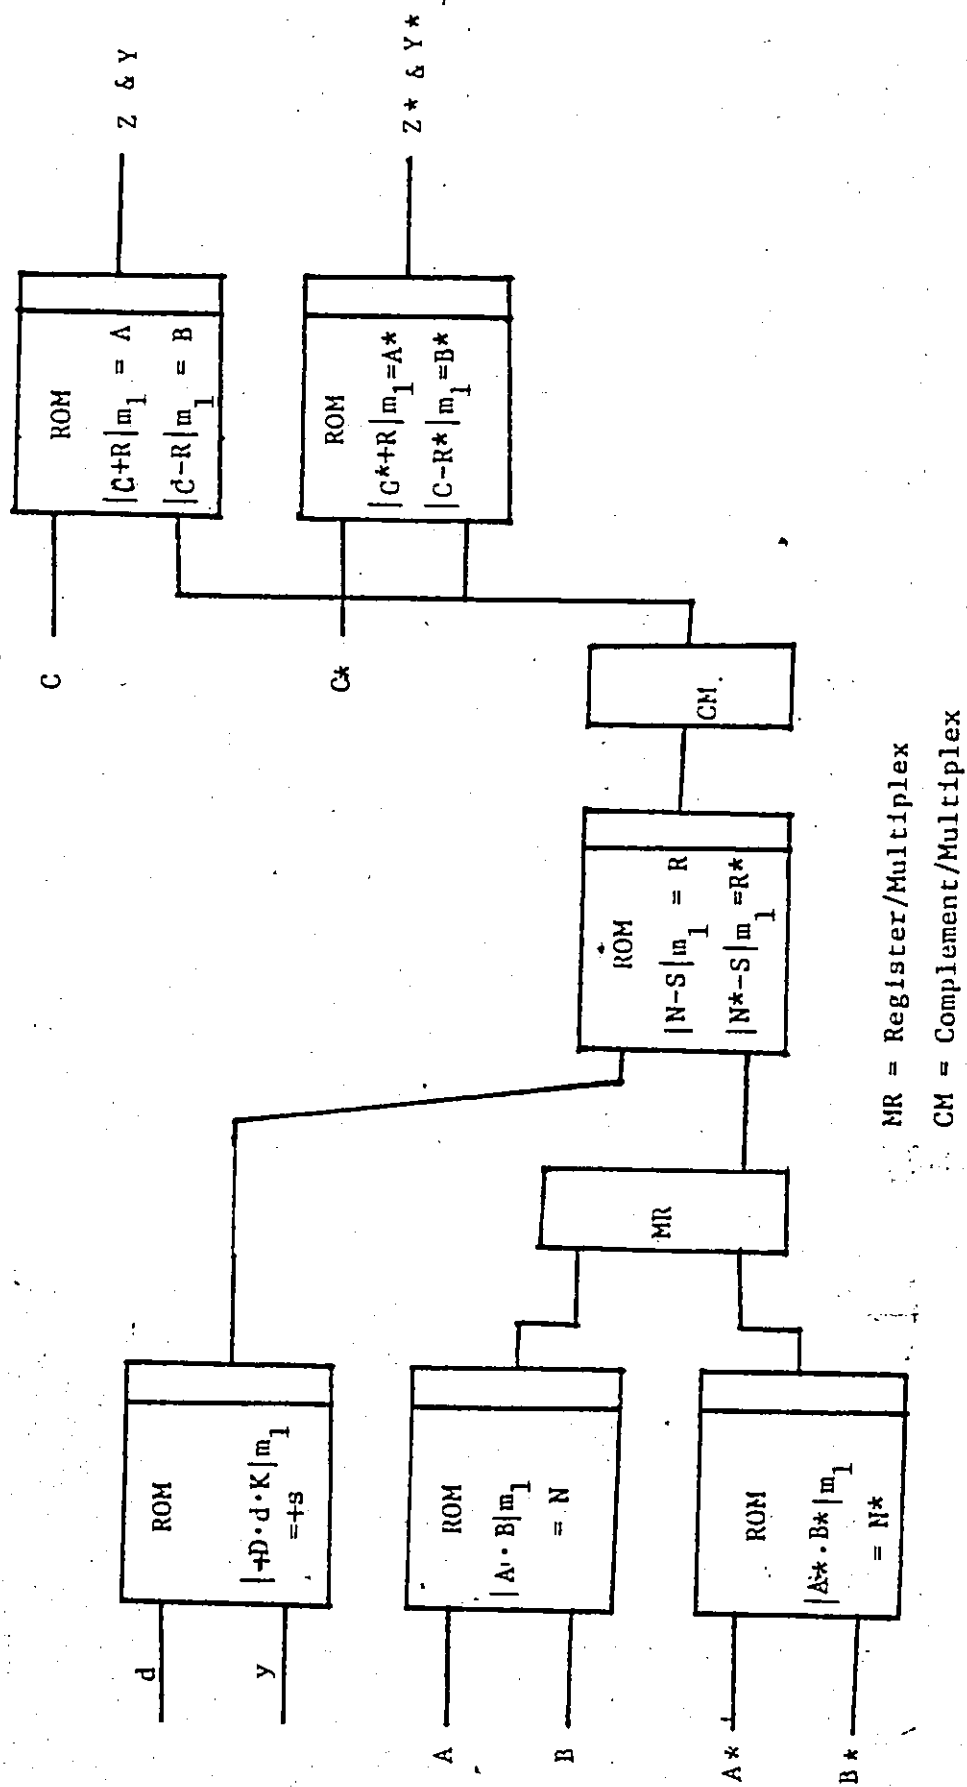 d
y
ROM
|+D·d·K|m1
=+s
A
B
ROM
|A·B|m1
= N
A*
B*
ROM
|A*·B*|m1
= N*
MR
ROM
|N-S|m1 = R
|N*-S|m1 =R*
CM
C
C*
ROM
|C+R|m1 = A
|C-R|m1 = B
Z & Y
ROM
|C*+R|m1=A*
|C-R*|m1=B*
Z* & Y*
MR = Register/Multiplex
CM = Complement/Multiplex